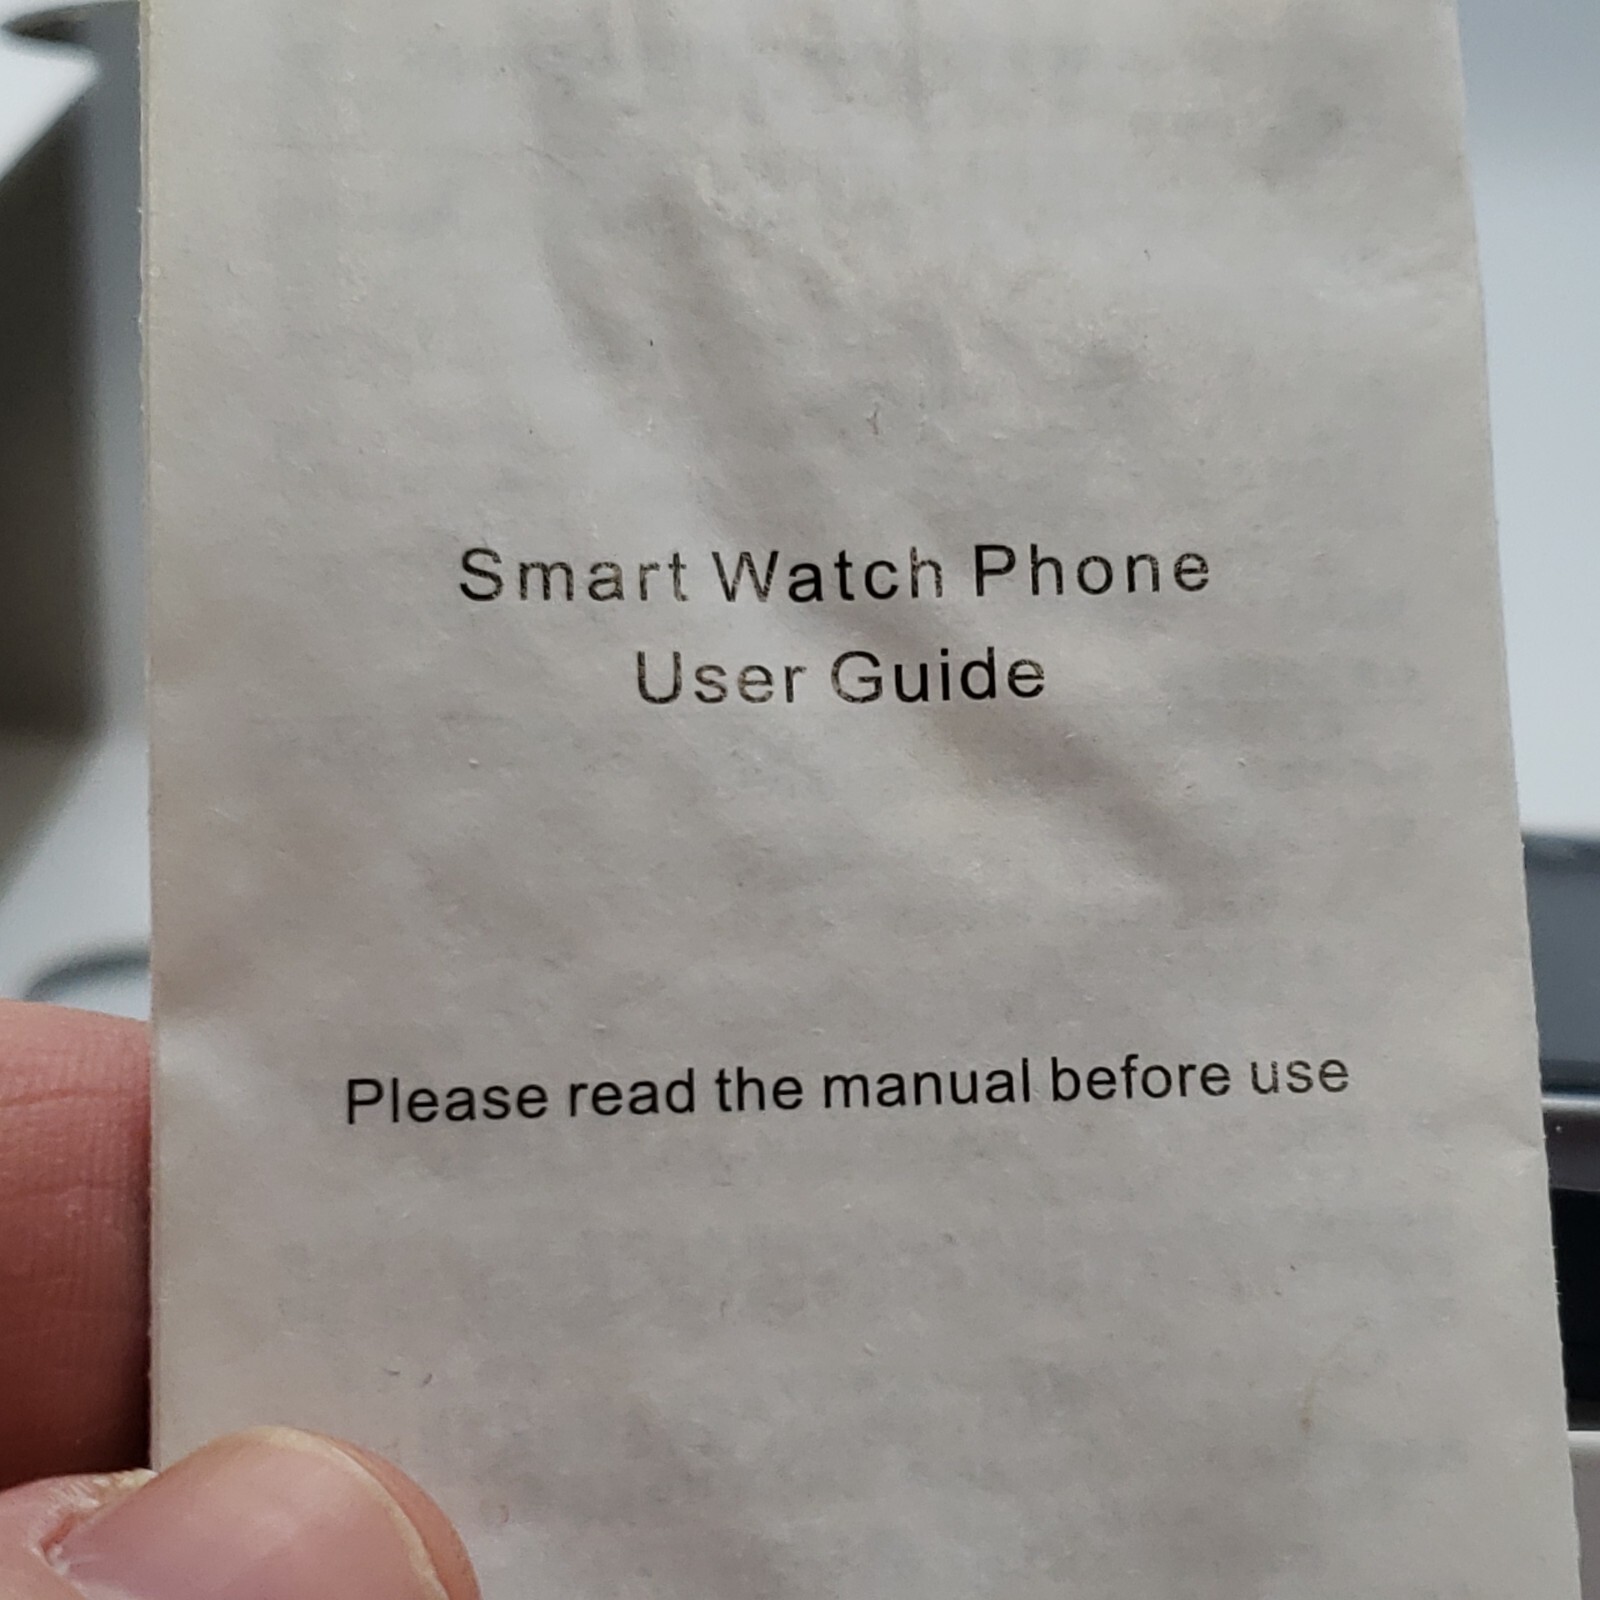 Smart Watch Phone
User Guide
Please read the manual before use